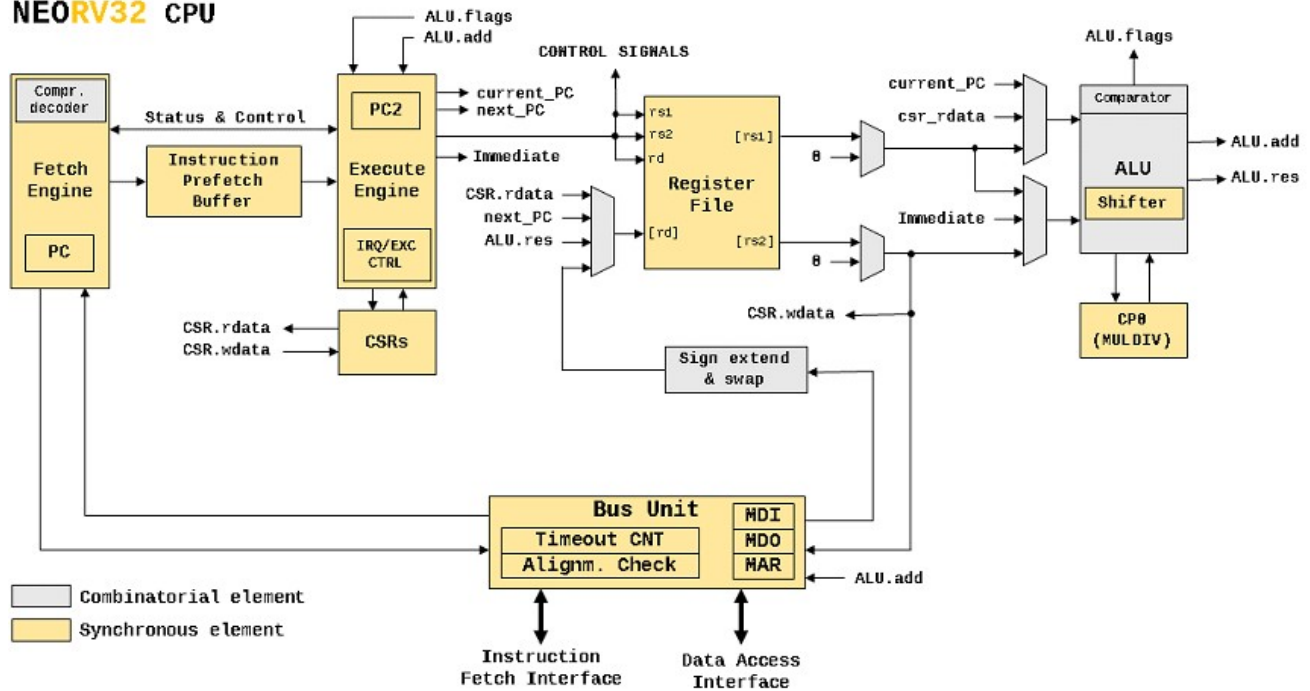 NEORV32 CPU
ALU.flags
ALU.add
CONTROL SIGNALS
ALU.flags
Compr.
decoder
Status & Control
Fetch
Engine
PC
Instruction
Prefetch
Buffer
PC2
Execute
Engine
IRQ/EXC
CTRL
current_PC
next_PC
Immediate
CSR.rdata
CSR.wdata
CSRs
CSR.rdata
next_PC
ALU.res
rs1
rs2
rd
[rs1]
Register
File
[rd]
[rs2]
0
0
current_PC
csr_rdata
Immediate
Comparator
ALU
Shifter
ALU.add
ALU.res
CP0
(MULDIV)
CSR.wdata
Sign extend
& swap
Bus Unit
Timeout CNT
Alignm. Check
MDI
MDO
MAR
ALU.add
Combinatorial element
Synchronous element
Instruction
Fetch Interface
Data Access
Interface